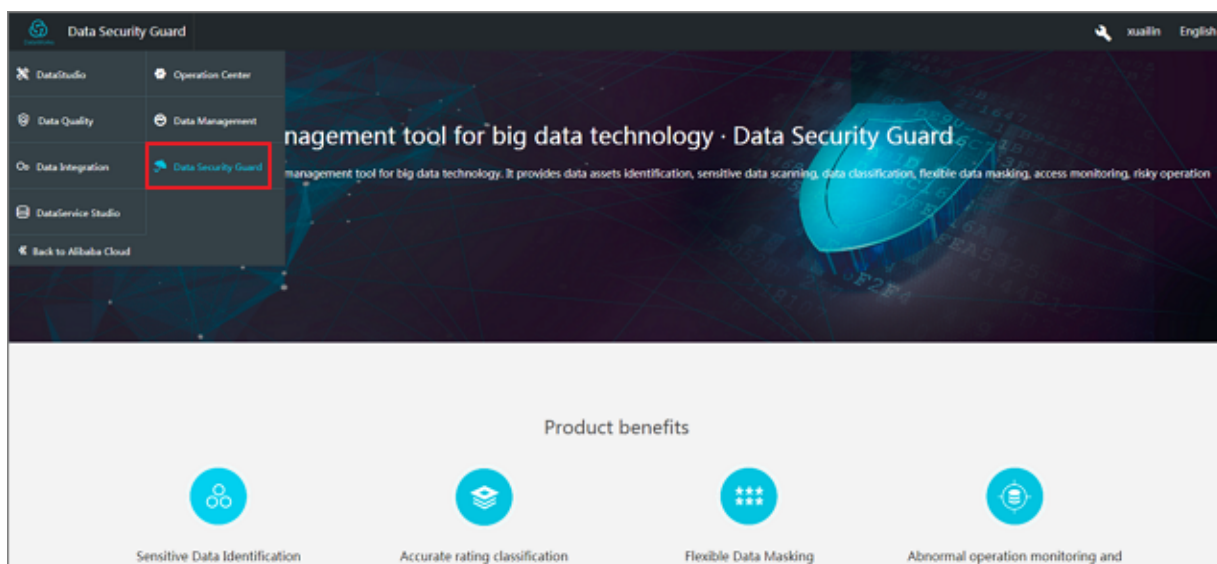 Data Security Guard
xuailin
English
DataWorks
DataStudio
Operation Center
Data Quality
Data Management
Data Integration
Data Security Guard
DataService Studio
Back to Alibaba Cloud
nagement tool for big data technology · Data Security Guard
management tool for big data technology. It provides data assets identification, sensitive data scanning, data classification, flexible data masking, access monitoring, risky operation
Product benefits
Sensitive Data Identification
Accurate rating classification
Flexible Data Masking
Abnormal operation monitoring and